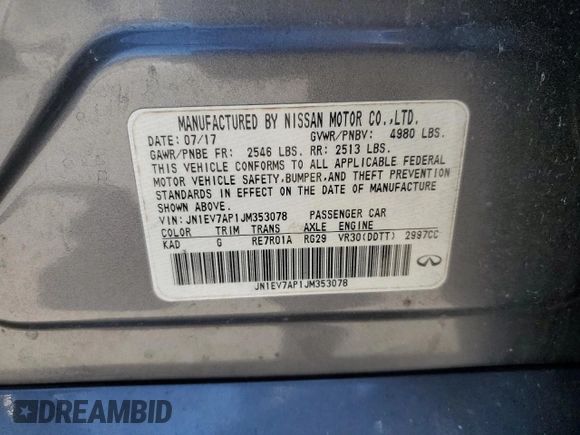 MANUFACTURED BY NISSAN MOTOR CO.,LTD.
DATE: 07/17 GVWR/PNBV: 4980 LBS.
GAWR/PNBE FR: 2546 LBS. RR: 2513 LBS.
THIS VEHICLE CONFORMS TO ALL APPLICABLE FEDERAL
MOTOR VEHICLE SAFETY,BUMPER,AND THEFT PREVENTION
STANDARDS IN EFFECT ON THE DATE OF MANUFACTURE
SHOWN ABOVE.
VIN: JN1EV7AP1JM353078 PASSENGER CAR
COLOR TRIM TRANS AXLE ENGINE
KAD G RE7R01A RG29 VR30(DDTT) 2997CC
JN1EV7AP1JM353078
DREAMBID